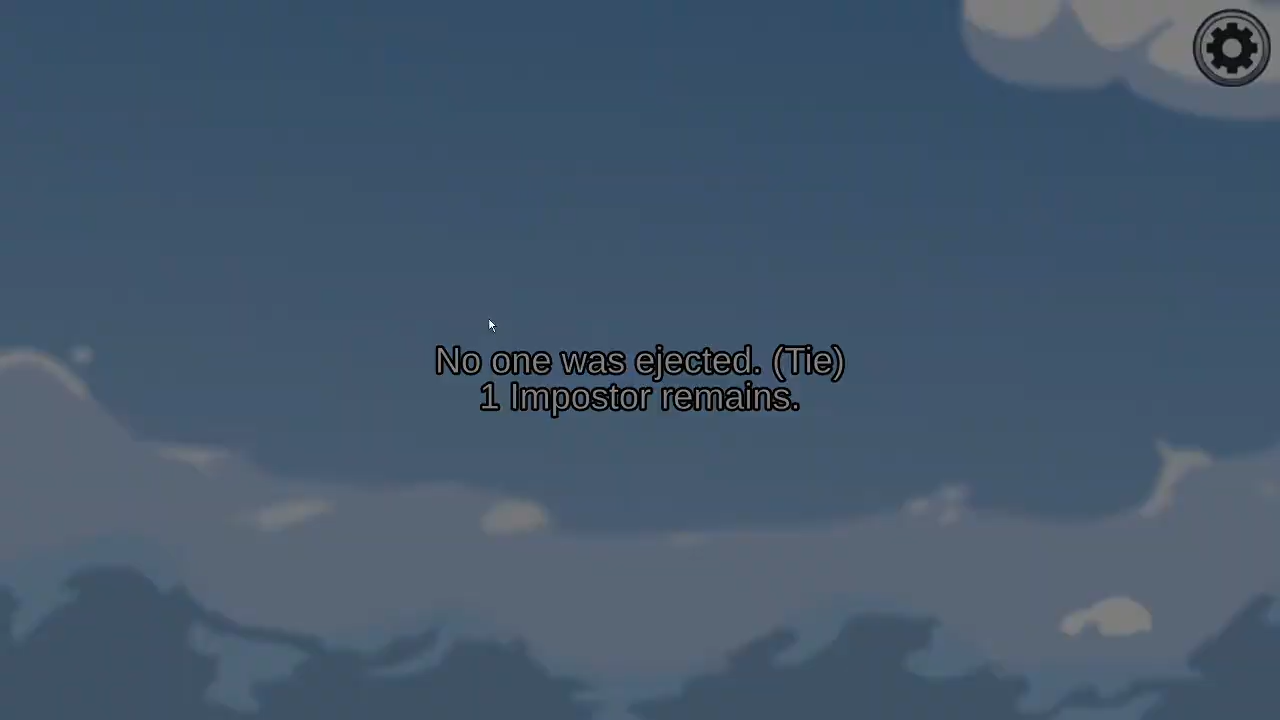 No one was ejected. (Tie)
1 Impostor remains.